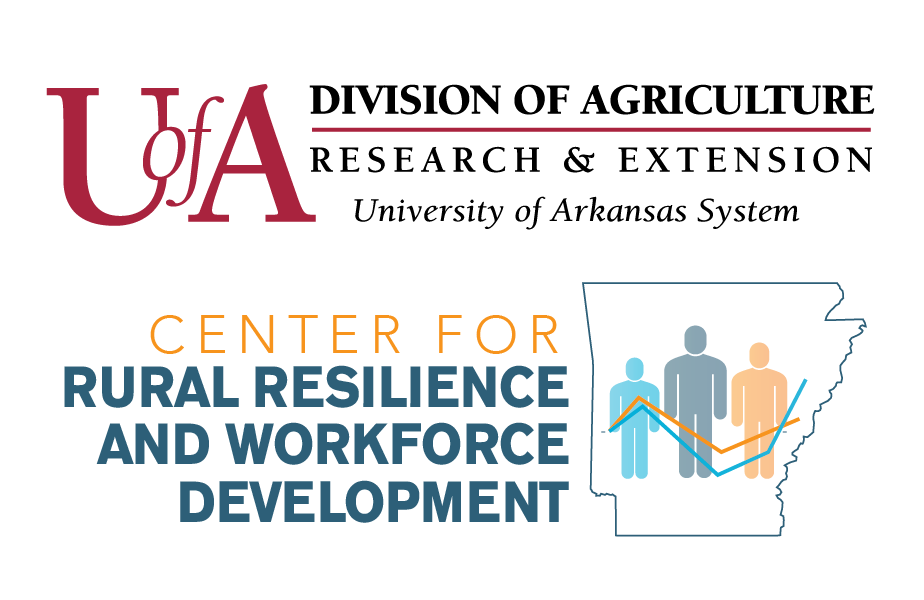 UofA
DIVISION OF AGRICULTURE
RESEARCH & EXTENSION
University of Arkansas System
CENTER FOR
RURAL RESILIENCE
AND WORKFORCE
DEVELOPMENT